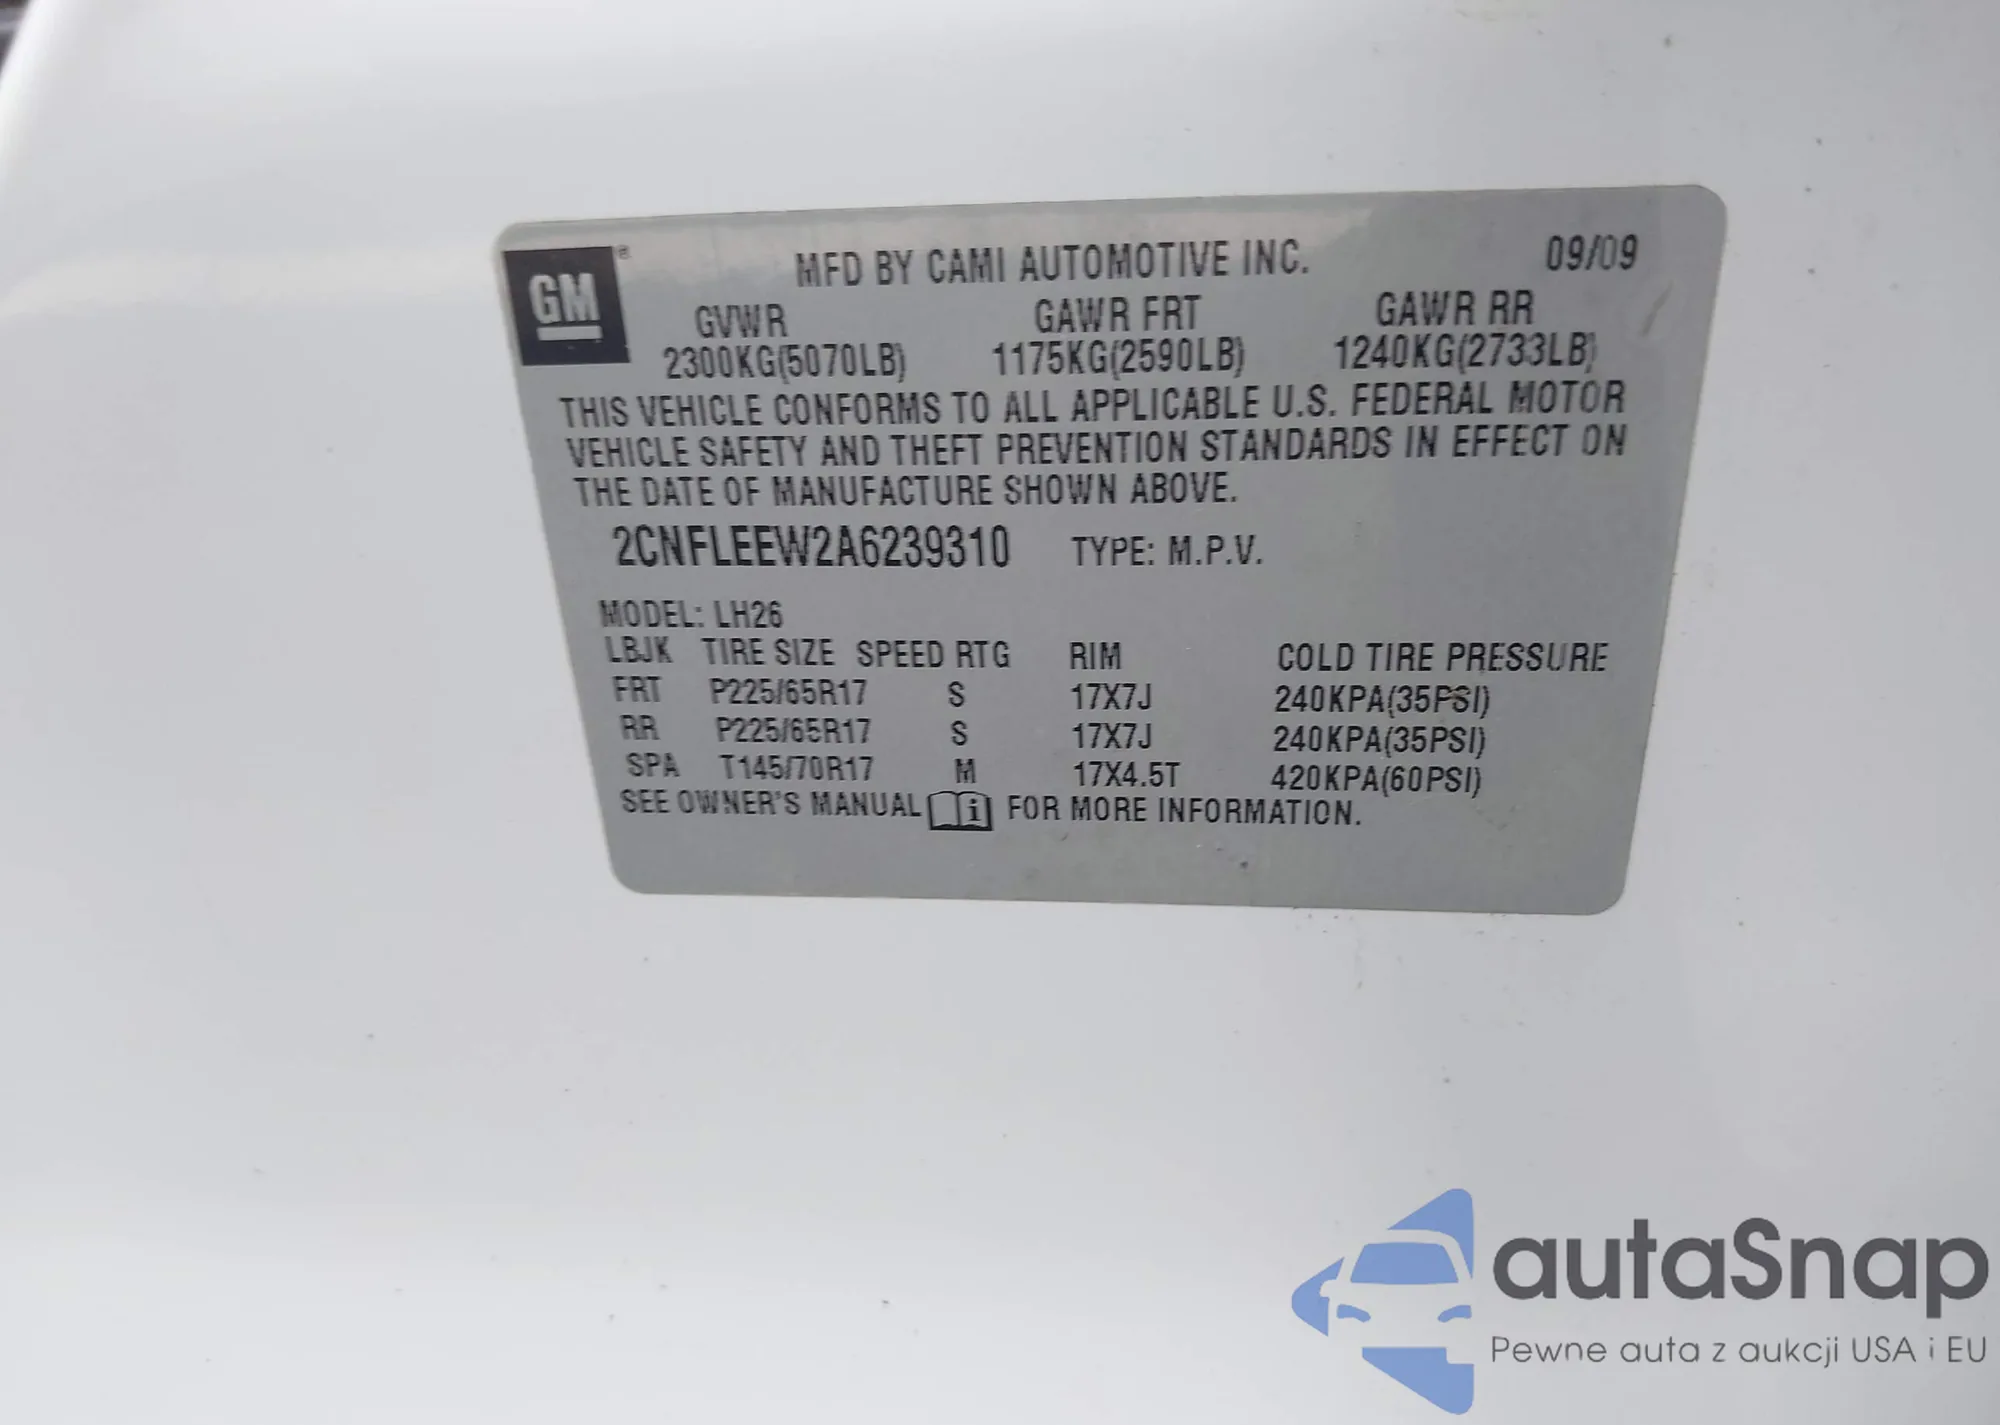 GM ®
MFD BY CAMI AUTOMOTIVE INC. 09/09
GVWR GAWR FRT GAWR RR
2300KG(5070LB) 1175KG(2590LB) 1240KG(2733LB)
THIS VEHICLE CONFORMS TO ALL APPLICABLE U.S. FEDERAL MOTOR
VEHICLE SAFETY AND THEFT PREVENTION STANDARDS IN EFFECT ON
THE DATE OF MANUFACTURE SHOWN ABOVE.
2CNFLEEW2A6239310 TYPE: M.P.V.
MODEL: LH26
LBJK TIRE SIZE SPEED RTG RIM COLD TIRE PRESSURE
FRT P225/65R17 S 17X7J 240KPA(35PSI)
RR P225/65R17 S 17X7J 240KPA(35PSI)
SPA T145/70R17 M 17X4.5T 420KPA(60PSI)
SEE OWNER'S MANUAL i FOR MORE INFORMATION.
autaSnap
Pewne auta z aukcji USA i EU